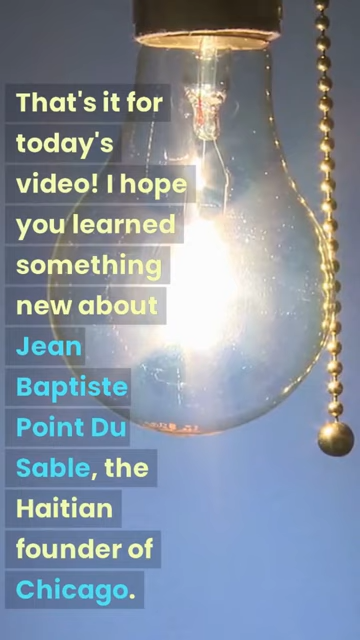 That's it for
today's
video! I hope
you learned
something
new about
Jean
Baptiste
Point Du
Sable, the
Haitian
founder of
Chicago.